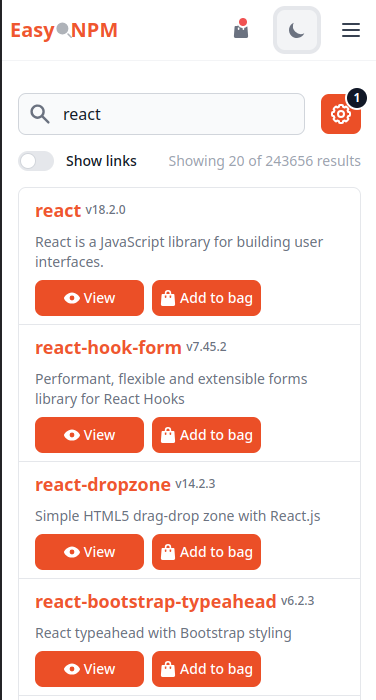 Easy NPM
react
1
Show links Showing 20 of 243656 results
react v18.2.0
React is a JavaScript library for building user
interfaces.
View Add to bag
react-hook-form v7.45.2
Performant, flexible and extensible forms
library for React Hooks
View Add to bag
react-dropzone v14.2.3
Simple HTML5 drag-drop zone with React.js
View Add to bag
react-bootstrap-typeahead v6.2.3
React typeahead with Bootstrap styling
View Add to bag